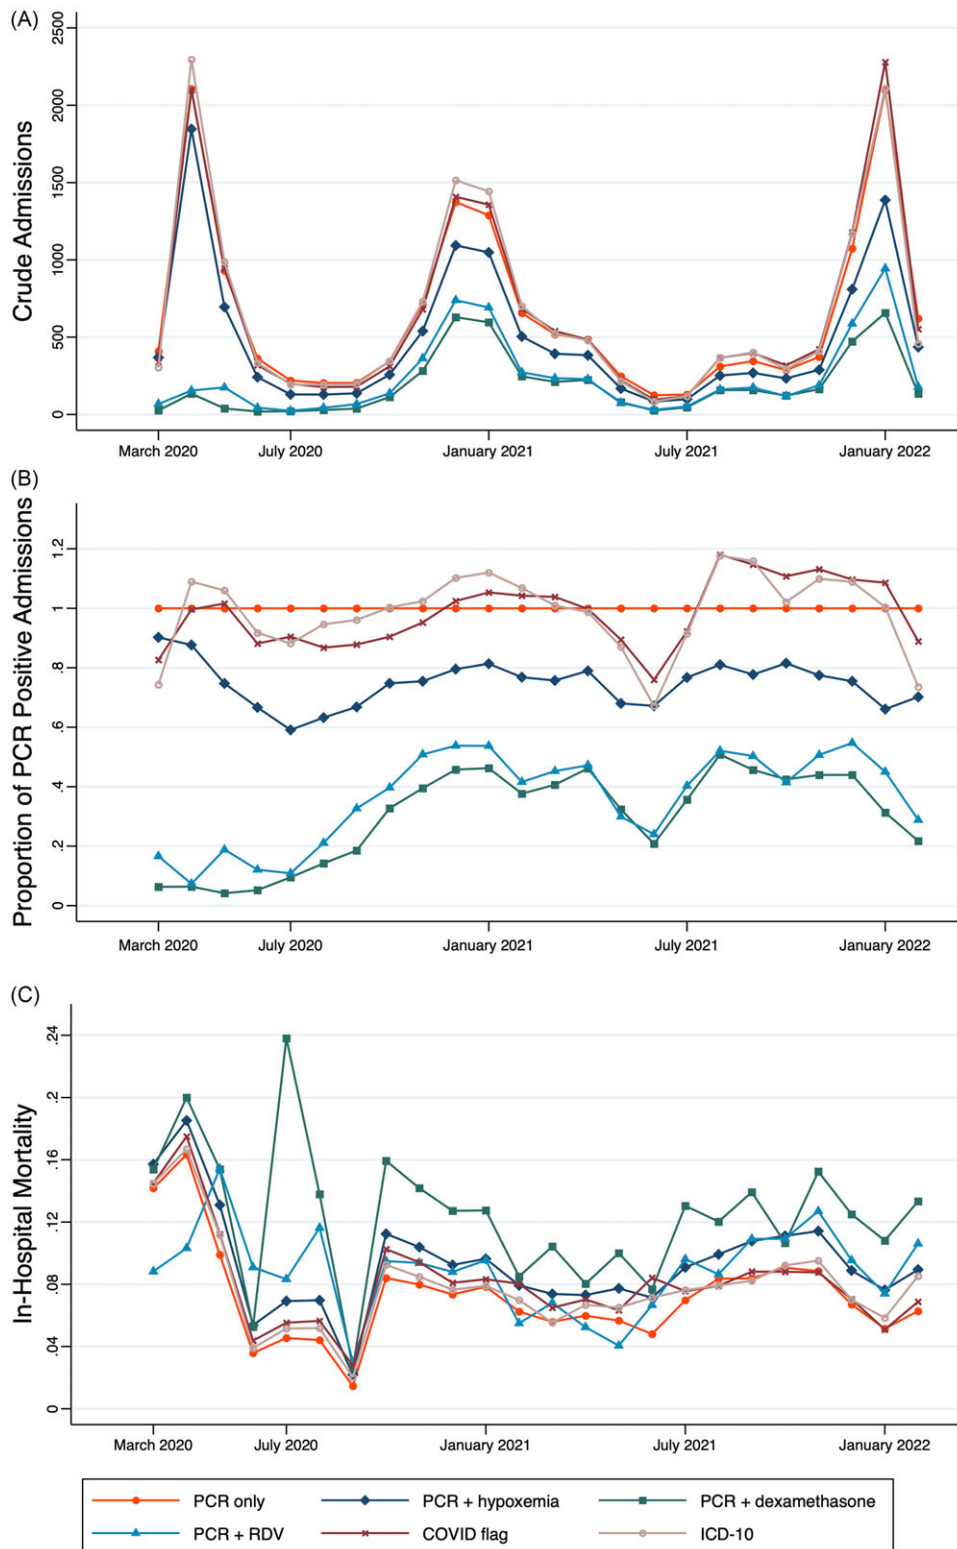 (A)
Crude Admissions
2500
2000
1500
1000
500
0
March 2020 July 2020 January 2021 July 2021 January 2022
(B)
Proportion of PCR Positive Admissions
1.2
1
.8
.6
.4
.2
0
March 2020 July 2020 January 2021 July 2021 January 2022
(C)
In-Hospital Mortality
.24
.2
.16
.12
.08
.04
0
March 2020 July 2020 January 2021 July 2021 January 2022
PCR only PCR + hypoxemia PCR + dexamethasone
PCR + RDV COVID flag ICD-10